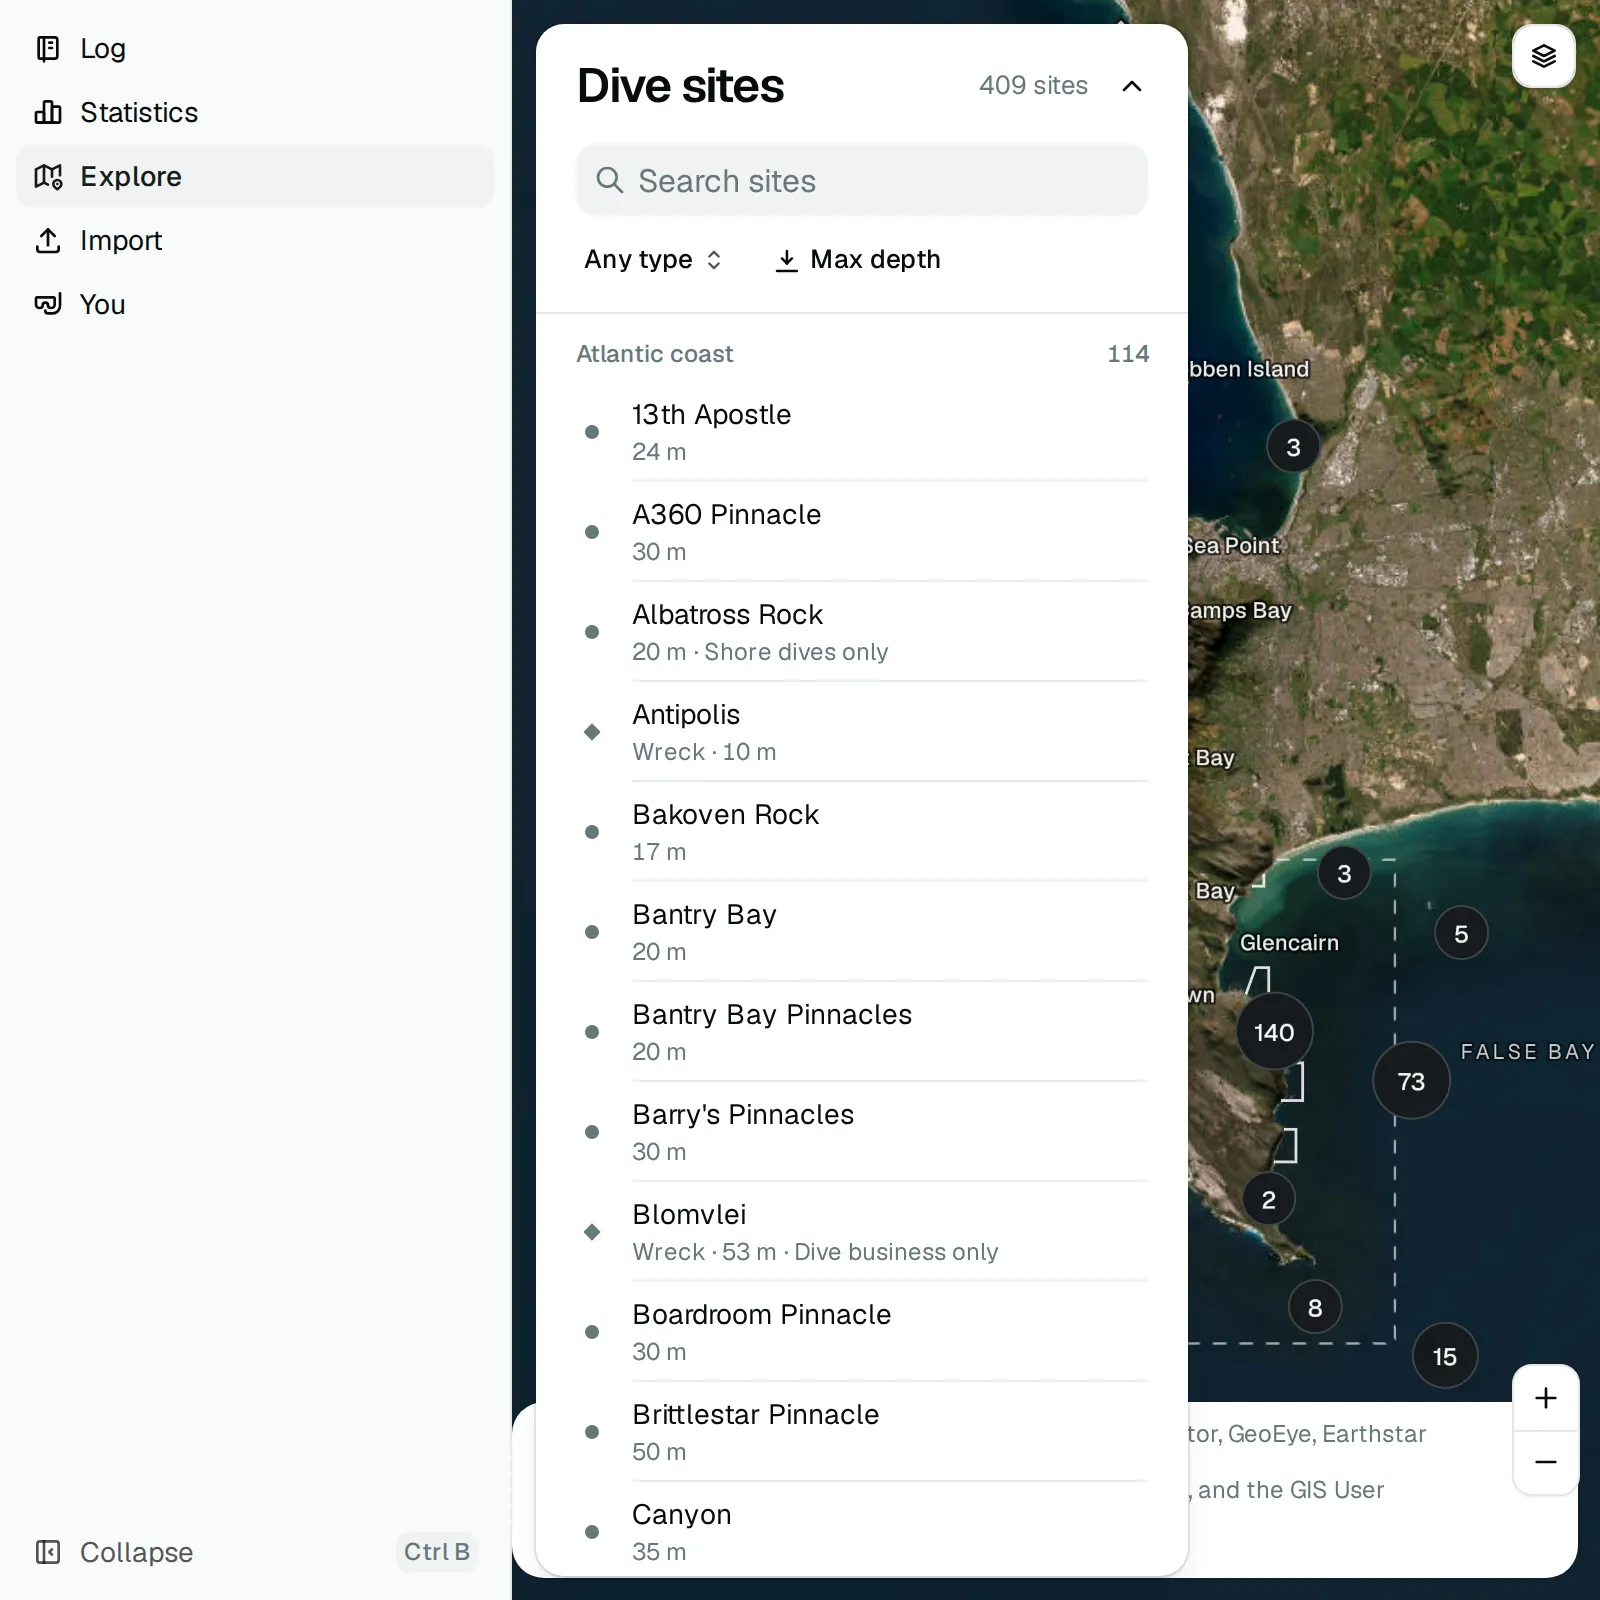 Log
Statistics
Explore
Import
You
Collapse
Ctrl B
Dive sites
409 sites
Search sites
Any type
Max depth
Atlantic coast
114
13th Apostle
24 m
A360 Pinnacle
30 m
Albatross Rock
20 m · Shore dives only
Antipolis
Wreck · 10 m
Bakoven Rock
17 m
Bantry Bay
20 m
Bantry Bay Pinnacles
20 m
Barry's Pinnacles
30 m
Blomvlei
Wreck · 53 m · Dive business only
Boardroom Pinnacle
30 m
Brittlestar Pinnacle
50 m
Canyon
35 m
bben Island
3
Sea Point
amps Bay
Bay
3
Bay
5
Glencairn
wn
140
FALSE BAY
73
2
8
15
tor, GeoEye, Earthstar
, and the GIS User